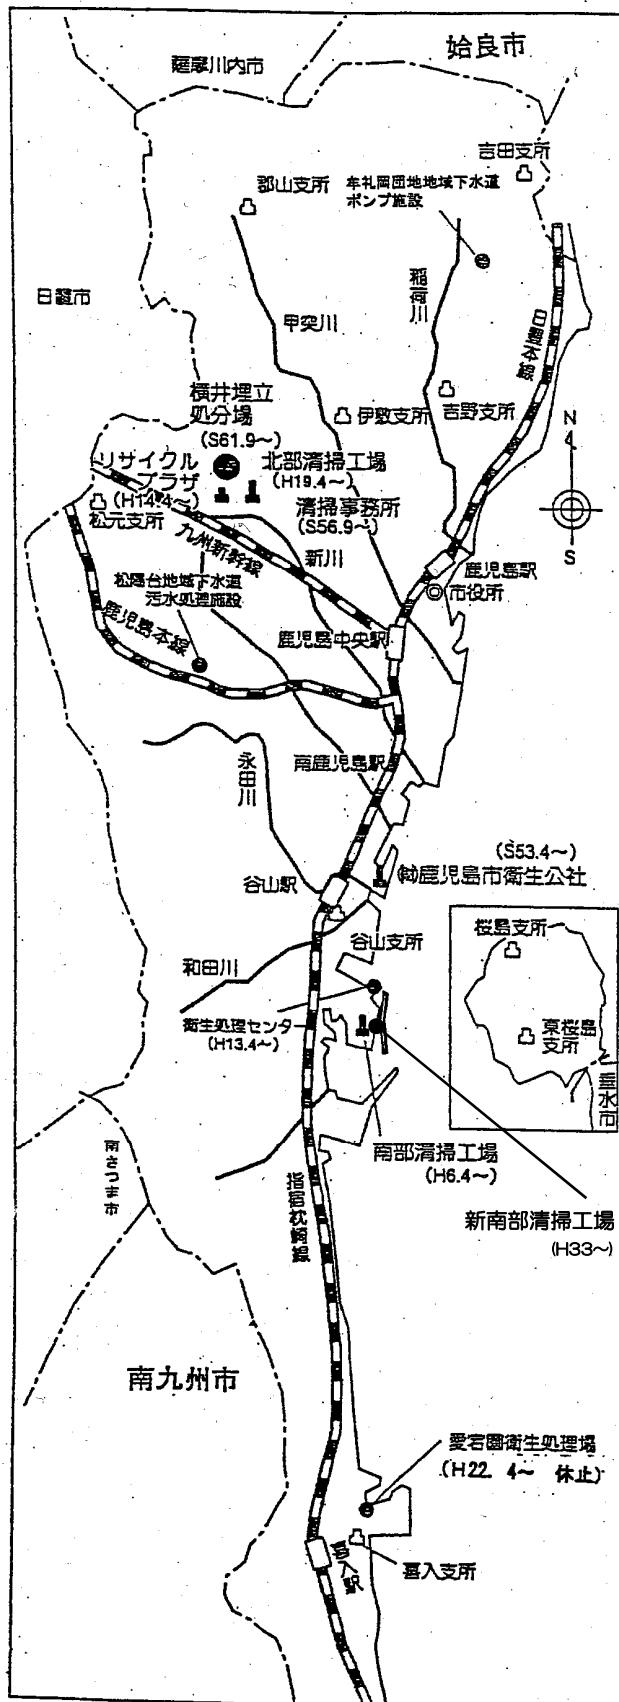 姶良市
薩摩川内市
吉田支所
郡山支所
牟礼岡団地地域下水道
ポンプ施設
日置市
稲荷川
甲突川
日豊本線
横井埋立
処分場
(S61.9～)
伊敷支所
吉野支所
N
リサイクル
プラザ
(H14.4～)
北部清掃工場
(H19.4～)
松元支所
清掃事務所
(S56.9～)
九州新幹線
新川
S
鹿児島駅
市役所
松陽台地域下水道
汚水処理施設
鹿児島本線
鹿児島中央駅
永田川
南鹿児島駅
(S53.4～)
㈶鹿児島市衛生公社
谷山駅
谷山支所
桜島支所
和田川
東桜島
支所
垂水市
衛生処理センター
(H13.4～)
南さつま市
南部清掃工場
(H6.4～)
指宿枕崎線
新南部清掃工場
(H33～)
南九州市
愛宕園衛生処理場
(H22. 4～ 休止)
喜入駅
喜入支所